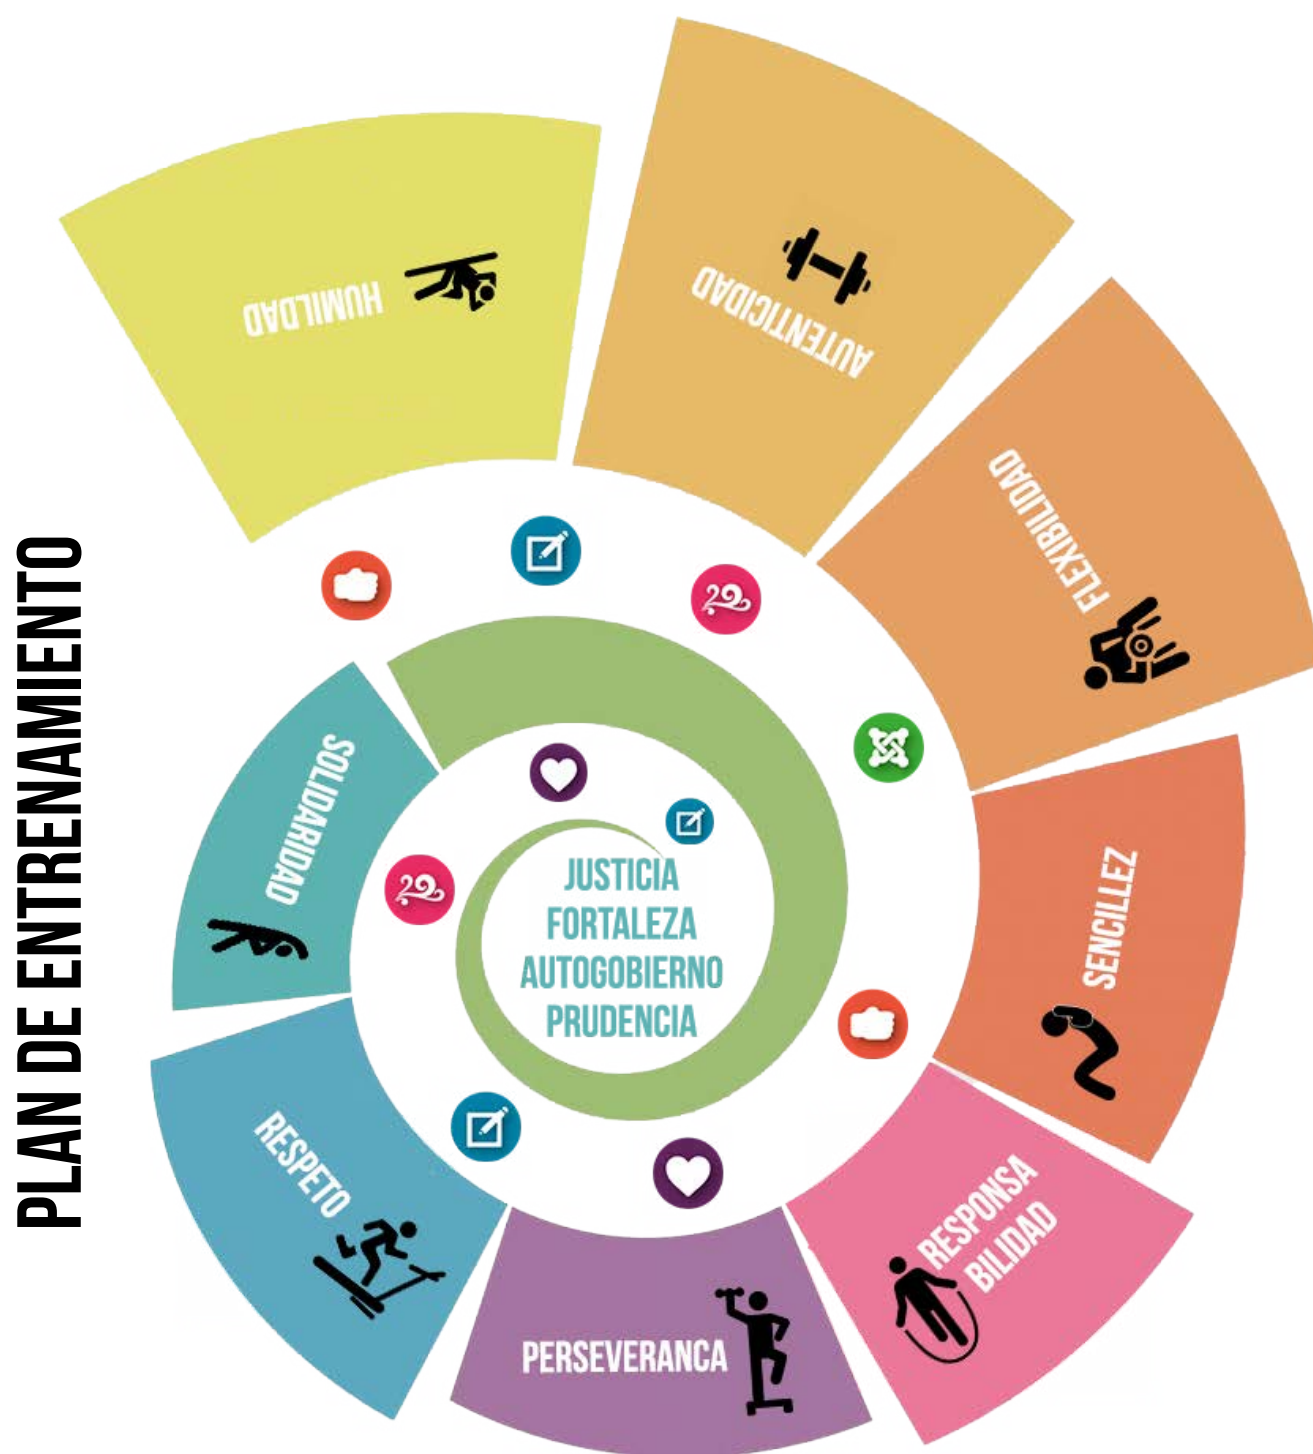 PLAN DE ENTRENAMIENTO
HUMILDAD
AUTENTICIDAD
FLEXIBILIDAD
SENCILLEZ
RESPONSA
BILIDAD
PERSEVERANCA
RESPETO
SOLIDARIDAD
JUSTICIA
FORTALEZA
AUTOGOBIERNO
PRUDENCIA